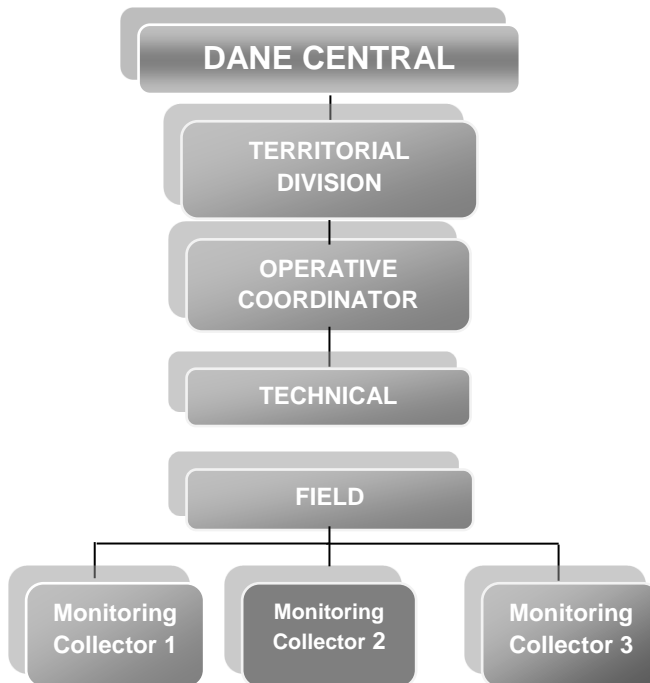 DANE CENTRAL
TERRITORIAL
DIVISION
OPERATIVE
COORDINATOR
TECHNICAL
FIELD
Monitoring
Collector 1
Monitoring
Collector 2
Monitoring
Collector 3